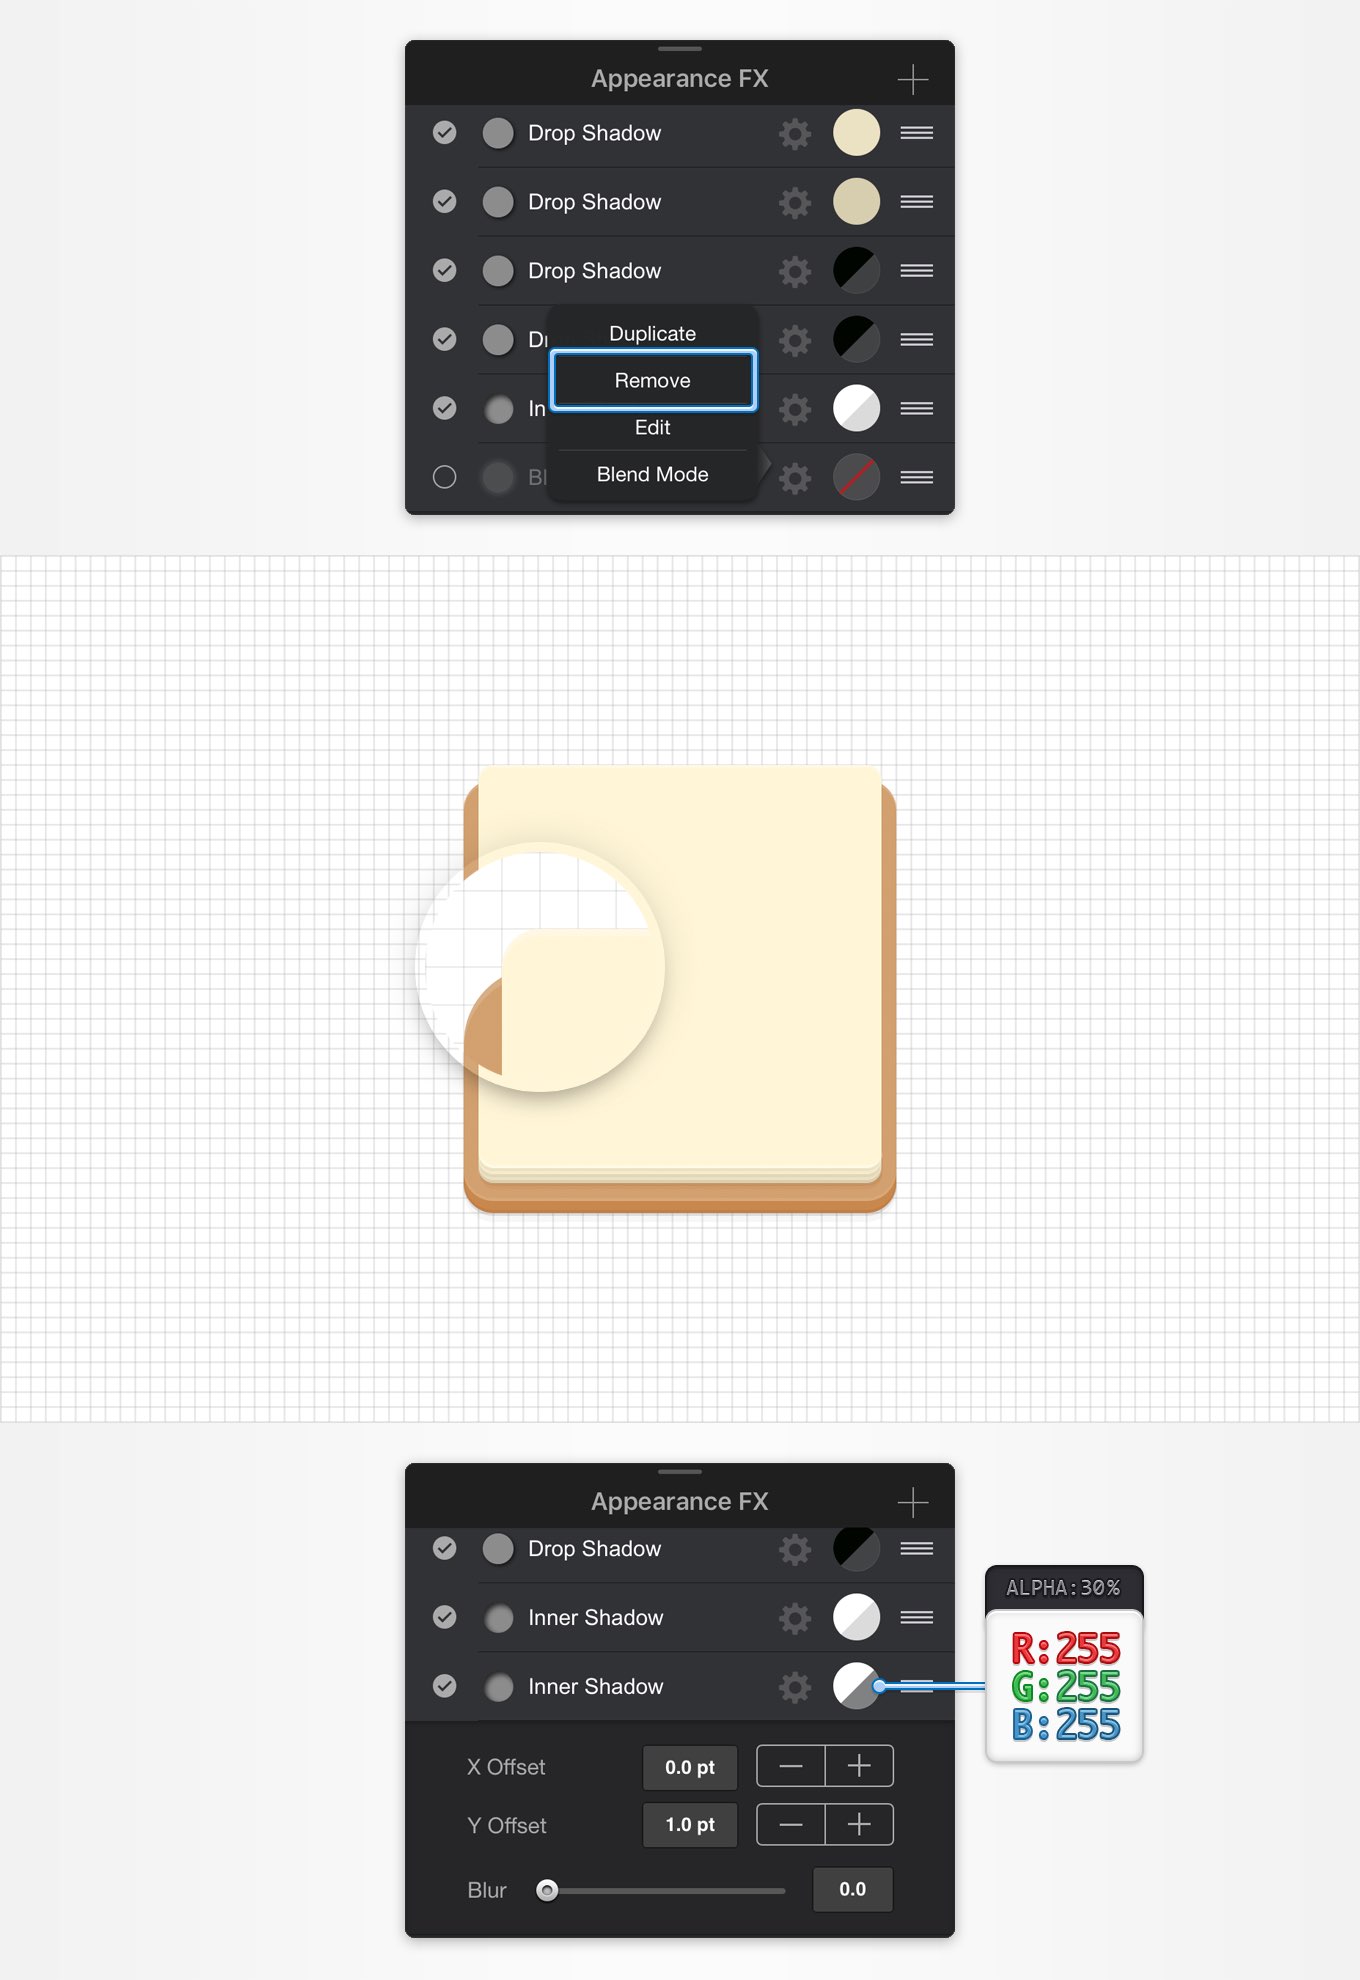 Appearance FX
Drop Shadow
Drop Shadow
Drop Shadow
Dr
Duplicate
Remove
In
Edit
Bl
Blend Mode
Appearance FX
Drop Shadow
Inner Shadow
Inner Shadow
ALPHA:30%
R:255
G:255
B:255
X Offset 0.0 pt
Y Offset 1.0 pt
Blur 0.0